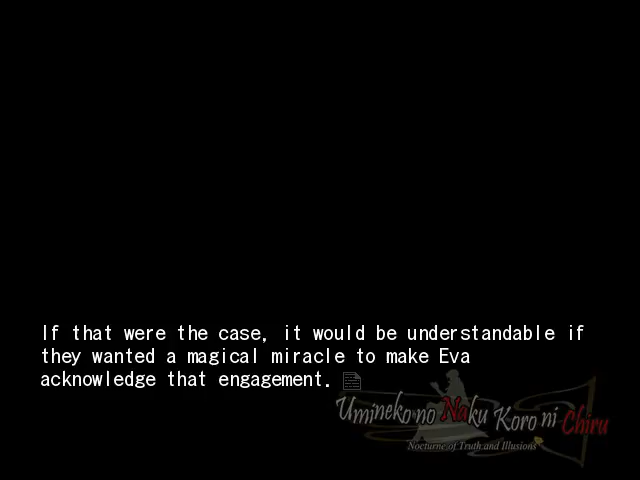 If that were the case, it would be understandable if
they wanted a magical miracle to make Eva
acknowledge that engagement.
Umineko no Naku Koro ni Chiru
Nocturne of Truth and Illusions